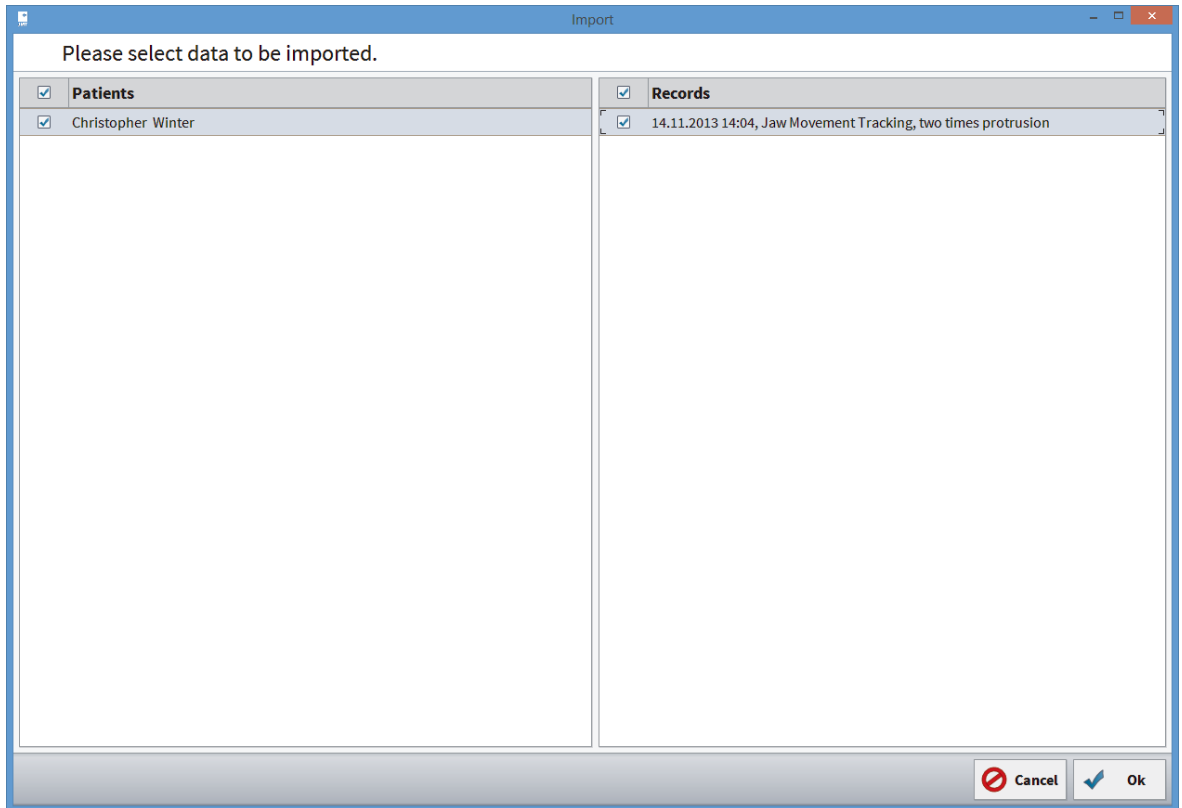 Import
Please select data to be imported.
Patients
Christopher Winter
Records
14.11.2013 14:04, Jaw Movement Tracking, two times protrusion
Cancel
Ok